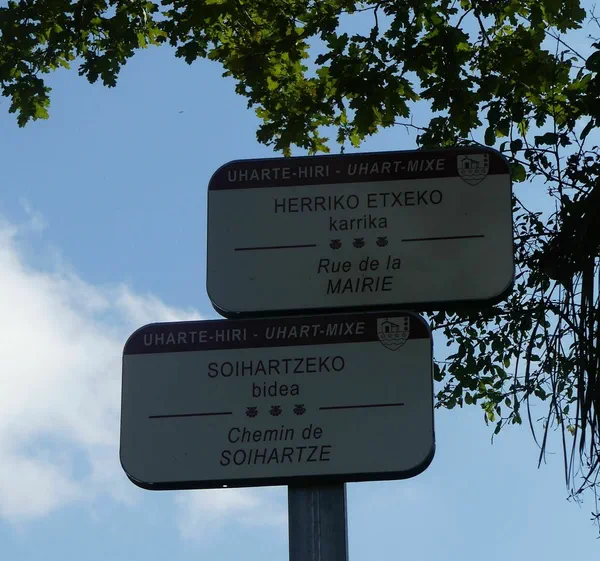 UHARTE-HIRI - UHART-MIXE
HERRIKO ETXEKO
karrika
Rue de la
MAIRIE
UHARTE-HIRI - UHART-MIXE
SOIHARTZEKO
bidea
Chemin de
SOIHARTZE